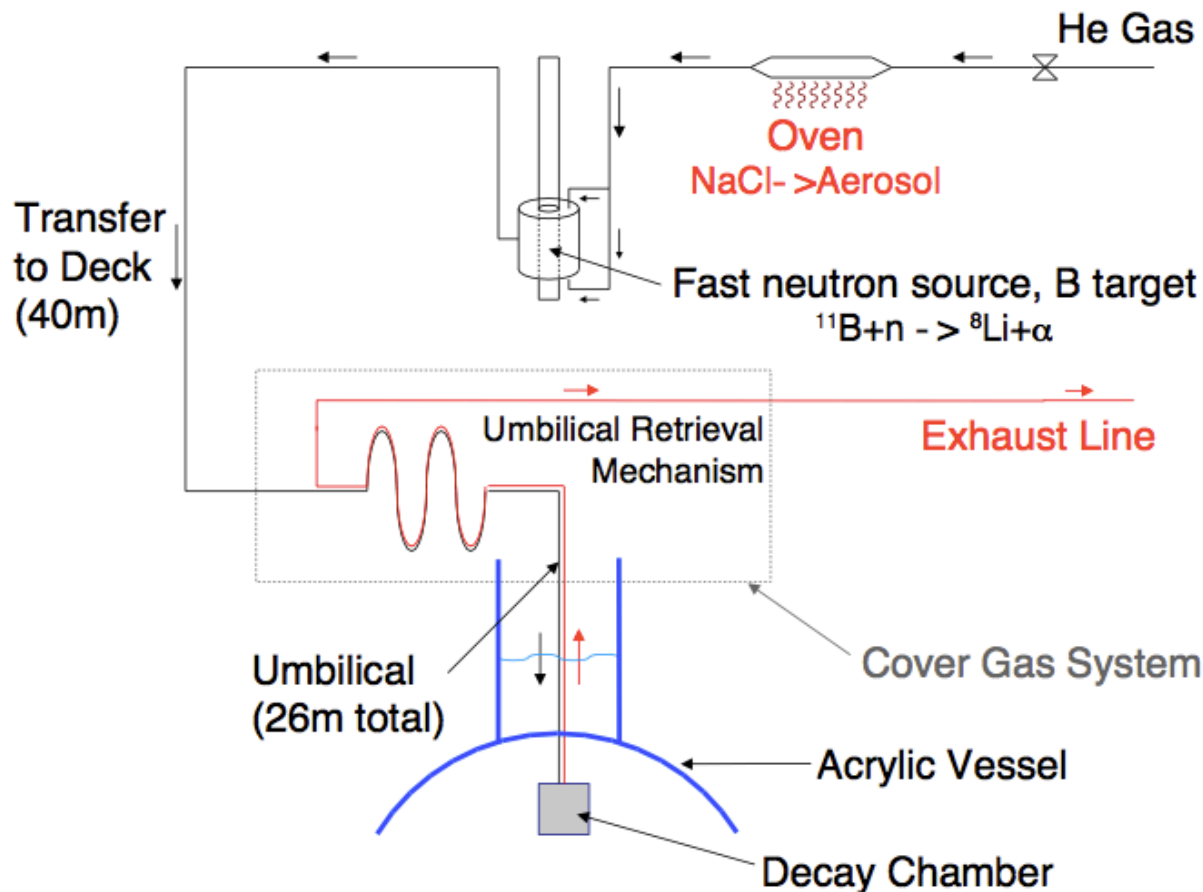 He Gas
Oven
NaCl- >Aerosol
Transfer
to Deck
(40m)
Fast neutron source, B target
¹¹B+n - > ⁸Li+α
Umbilical Retrieval
Mechanism
Exhaust Line
Umbilical
(26m total)
Cover Gas System
Acrylic Vessel
Decay Chamber